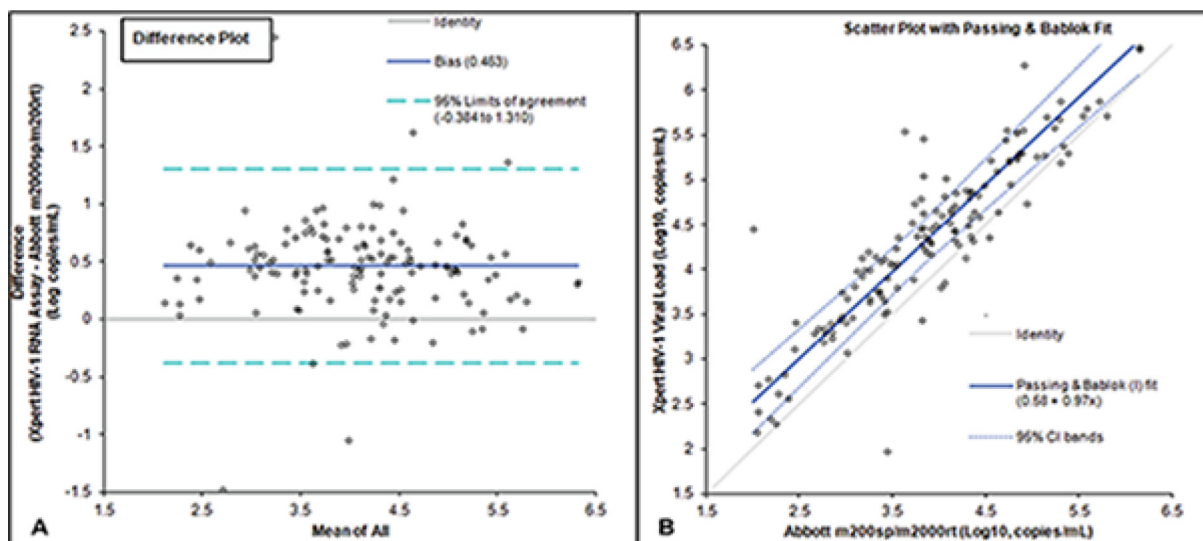 Difference Plot
Identity
Bias (0.463)
95% Limits of agreement
(-0.384 to 1.310)
2.5
2
1.5
1
0.5
0
-0.5
-1
-1.5
Difference
(Xpert HIV-1 RNA Assay - Abbott m2000sp/m200rt)
(Log copies/mL)
1.5
2.5
3.5
4.5
5.5
6.5
Mean of All
A
Scatter Plot with Passing & Bablok Fit
6.5
6
5.5
5
4.5
4
3.5
3
2.5
2
1.5
Xpert HIV-1 Viral Load (Log10, copies/mL)
Identity
Passing & Bablok (I) fit
(0.58 + 0.97x)
95% CI bands
1.5
2.5
3.5
4.5
5.5
6.5
Abbott m200sp/m2000rt (Log10, copies/mL)
B